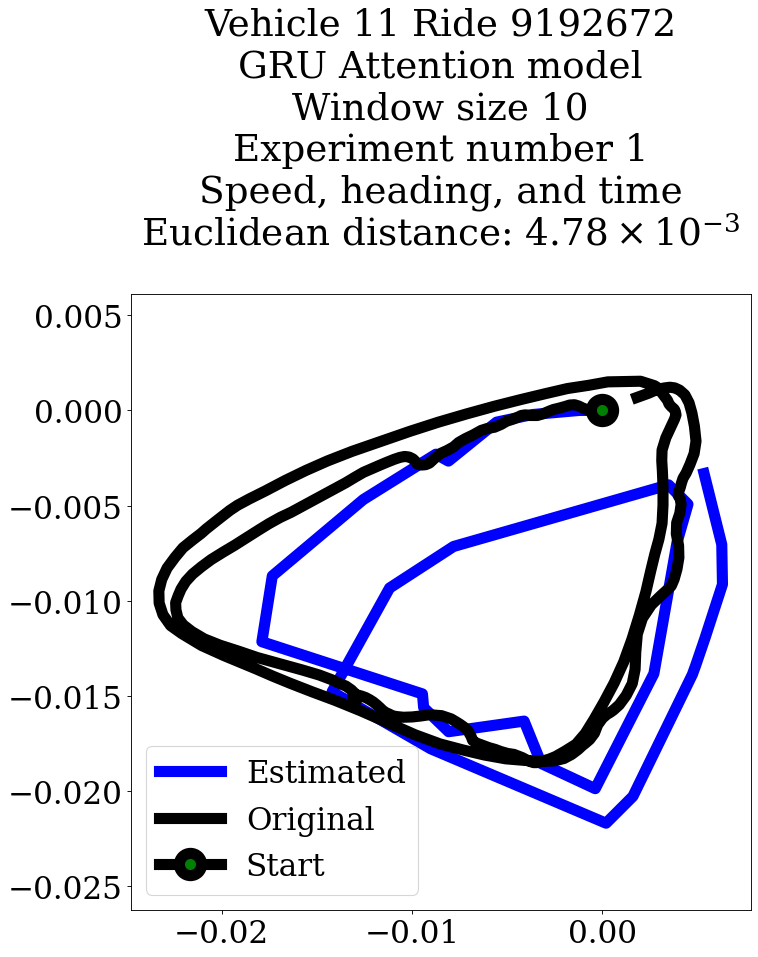 Vehicle 11 Ride 9192672
GRU Attention model
Window size 10
Experiment number 1
Speed, heading, and time
Euclidean distance: 4.78 × 10⁻³
0.005
0.000
−0.005
−0.010
−0.015
−0.020
−0.025
Estimated
Original
Start
−0.02
−0.01
0.00